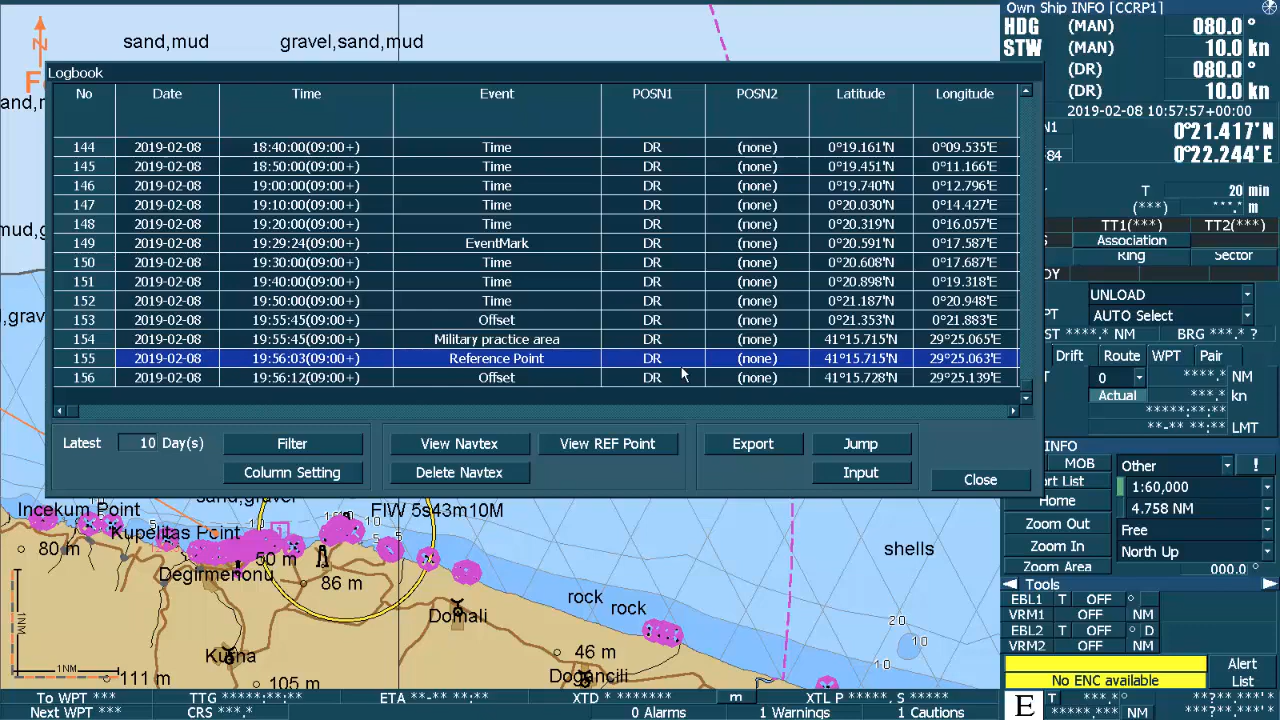 sand,mud
gravel,sand,mud
N
Logbook
No Date Time Event POSN1 POSN2 Latitude Longitude
144 2019-02-08 18:40:00(09:00+) Time DR (none) 0°19.161'N 0°09.535'E
145 2019-02-08 18:50:00(09:00+) Time DR (none) 0°19.451'N 0°11.166'E
146 2019-02-08 19:00:00(09:00+) Time DR (none) 0°19.740'N 0°12.796'E
147 2019-02-08 19:10:00(09:00+) Time DR (none) 0°20.030'N 0°14.427'E
148 2019-02-08 19:20:00(09:00+) Time DR (none) 0°20.319'N 0°16.057'E
149 2019-02-08 19:29:24(09:00+) EventMark DR (none) 0°20.591'N 0°17.587'E
150 2019-02-08 19:30:00(09:00+) Time DR (none) 0°20.608'N 0°17.687'E
151 2019-02-08 19:40:00(09:00+) Time DR (none) 0°20.898'N 0°19.318'E
152 2019-02-08 19:50:00(09:00+) Time DR (none) 0°21.187'N 0°20.948'E
153 2019-02-08 19:55:45(09:00+) Offset DR (none) 0°21.353'N 0°21.883'E
154 2019-02-08 19:55:45(09:00+) Military practice area DR (none) 41°15.715'N 29°25.065'E
155 2019-02-08 19:56:03(09:00+) Reference Point DR (none) 41°15.715'N 29°25.063'E
156 2019-02-08 19:56:12(09:00+) Offset DR (none) 41°15.728'N 29°25.139'E
Latest 10 Day(s) Filter View Navtex View REF Point Export Jump
Column Setting Delete Navtex Input Close
Own Ship INFO [CCRP1]
HDG (MAN) 080.0 °
STW (MAN) 10.0 kn
(DR) 080.0 °
(DR) 10.0 kn
2019-02-08 10:57:57+00:00
N1 0°21.417'N
84 0°22.244'E
T 20 min
(***) ***.* m
TT1(***) TT2(***)
Association
Ring Sector
UNLOAD
AUTO Select
ST ****.* NM BRG ***.* ?
Drift Route WPT Pair
0 ****.* NM
Actual ***.* kn
*****:**:**
**-** **:** LMT
INFO
MOB Other !
ort List 1:60,000
Home 4.758 NM
Zoom Out Free
Zoom In North Up
Zoom Area 000.0 °
Tools
EBL1 T OFF °
VRM1 OFF NM
EBL2 T OFF ° D
VRM2 OFF NM
No ENC available
Alert
List
E T ***.*° **?**.***'*
*****.*** NM ***?**.***'*
sand,gravel
FlW 5s43m10M
Incekum Point
Kupelitas Point
80 m
50 m
86 m
Degirmenonu
shells
rock
rock
Domali
20
10
10
46 m
Dogancili
111 m
105 m
1NM
1NM
To WPT *** TTG *****:**:** ETA **-** **:** XTD * ******* m XTL P *****, S *****
Next WPT *** CRS ***.* 0 Alarms 1 Warnings 1 Cautions